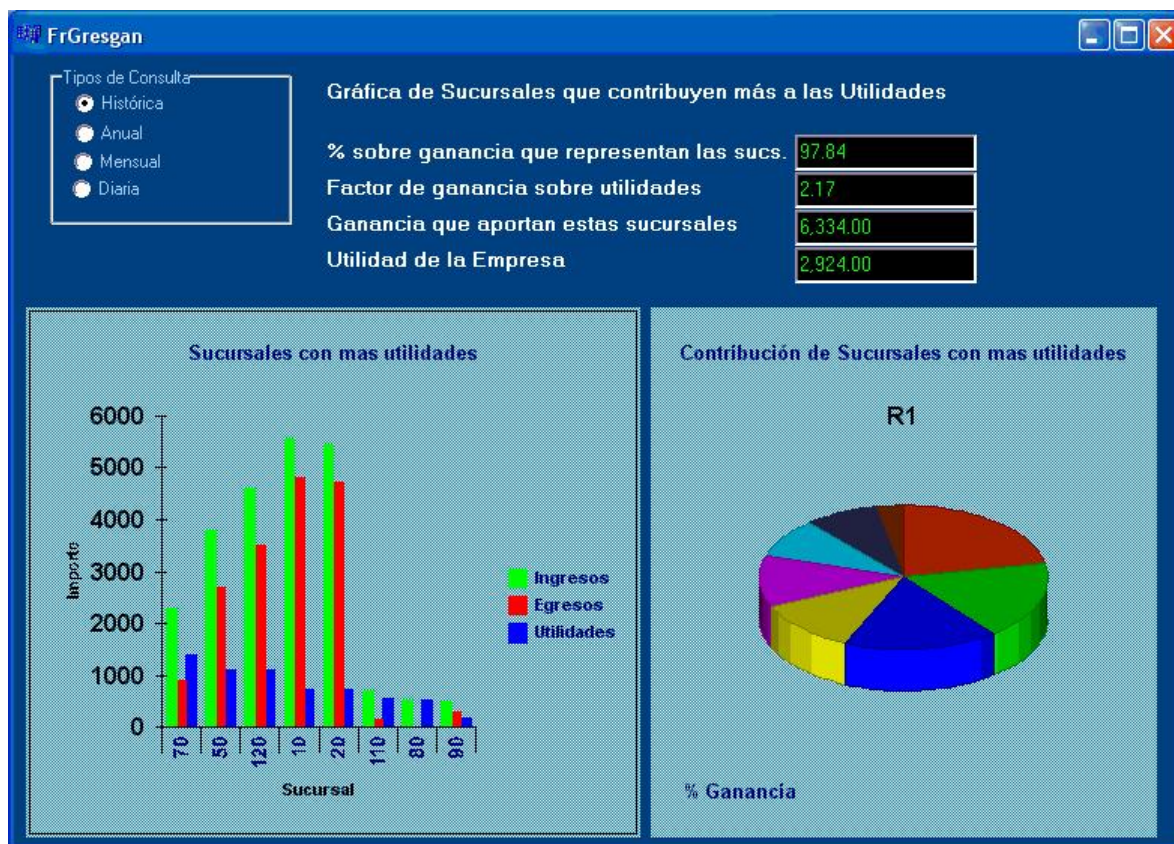 FrGresgan
Tipos de Consulta
Histórica
Anual
Mensual
Diaria
Gráfica de Sucursales que contribuyen más a las Utilidades
% sobre ganancia que representan las sucs. 97.84
Factor de ganancia sobre utilidades 2.17
Ganancia que aportan estas sucursales 6,334.00
Utilidad de la Empresa 2,924.00
Sucursales con mas utilidades
6000
5000
4000
3000
2000
1000
0
Importe
70 50 120 10 20 110 80 90
Sucursal
Ingresos
Egresos
Utilidades
Contribución de Sucursales con mas utilidades
R1
% Ganancia